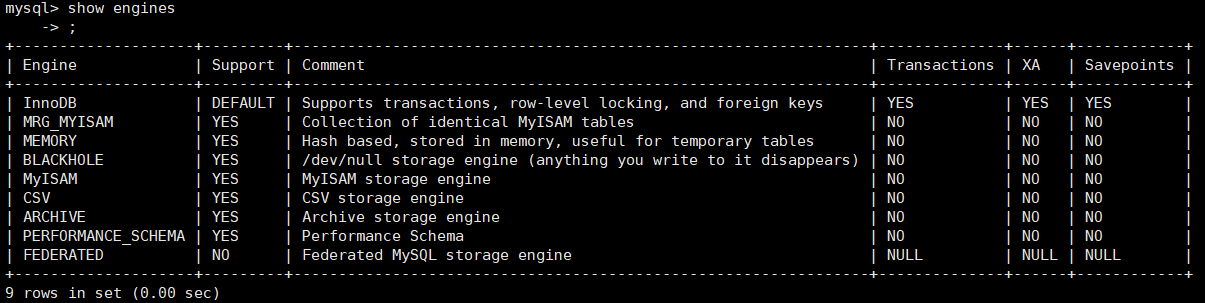 mysql> show engines
    -> ;
+--------------------+---------+----------------------------------------------------------------+--------------+------+------------+
| Engine             | Support | Comment                                                        | Transactions | XA   | Savepoints |
+--------------------+---------+----------------------------------------------------------------+--------------+------+------------+
| InnoDB             | DEFAULT | Supports transactions, row-level locking, and foreign keys     | YES          | YES  | YES        |
| MRG_MYISAM         | YES     | Collection of identical MyISAM tables                          | NO           | NO   | NO         |
| MEMORY             | YES     | Hash based, stored in memory, useful for temporary tables      | NO           | NO   | NO         |
| BLACKHOLE          | YES     | /dev/null storage engine (anything you write to it disappears) | NO           | NO   | NO         |
| MyISAM             | YES     | MyISAM storage engine                                          | NO           | NO   | NO         |
| CSV                | YES     | CSV storage engine                                             | NO           | NO   | NO         |
| ARCHIVE            | YES     | Archive storage engine                                         | NO           | NO   | NO         |
| PERFORMANCE_SCHEMA | YES     | Performance Schema                                             | NO           | NO   | NO         |
| FEDERATED          | NO      | Federated MySQL storage engine                                 | NULL         | NULL | NULL       |
+--------------------+---------+----------------------------------------------------------------+--------------+------+------------+
9 rows in set (0.00 sec)